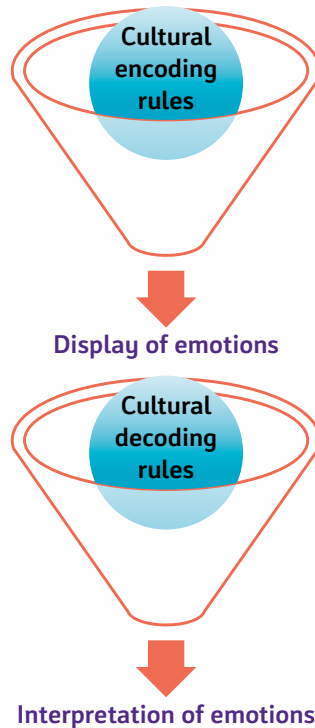 Cultural
encoding
rules
Display of emotions
Cultural
decoding
rules
Interpretation of emotions